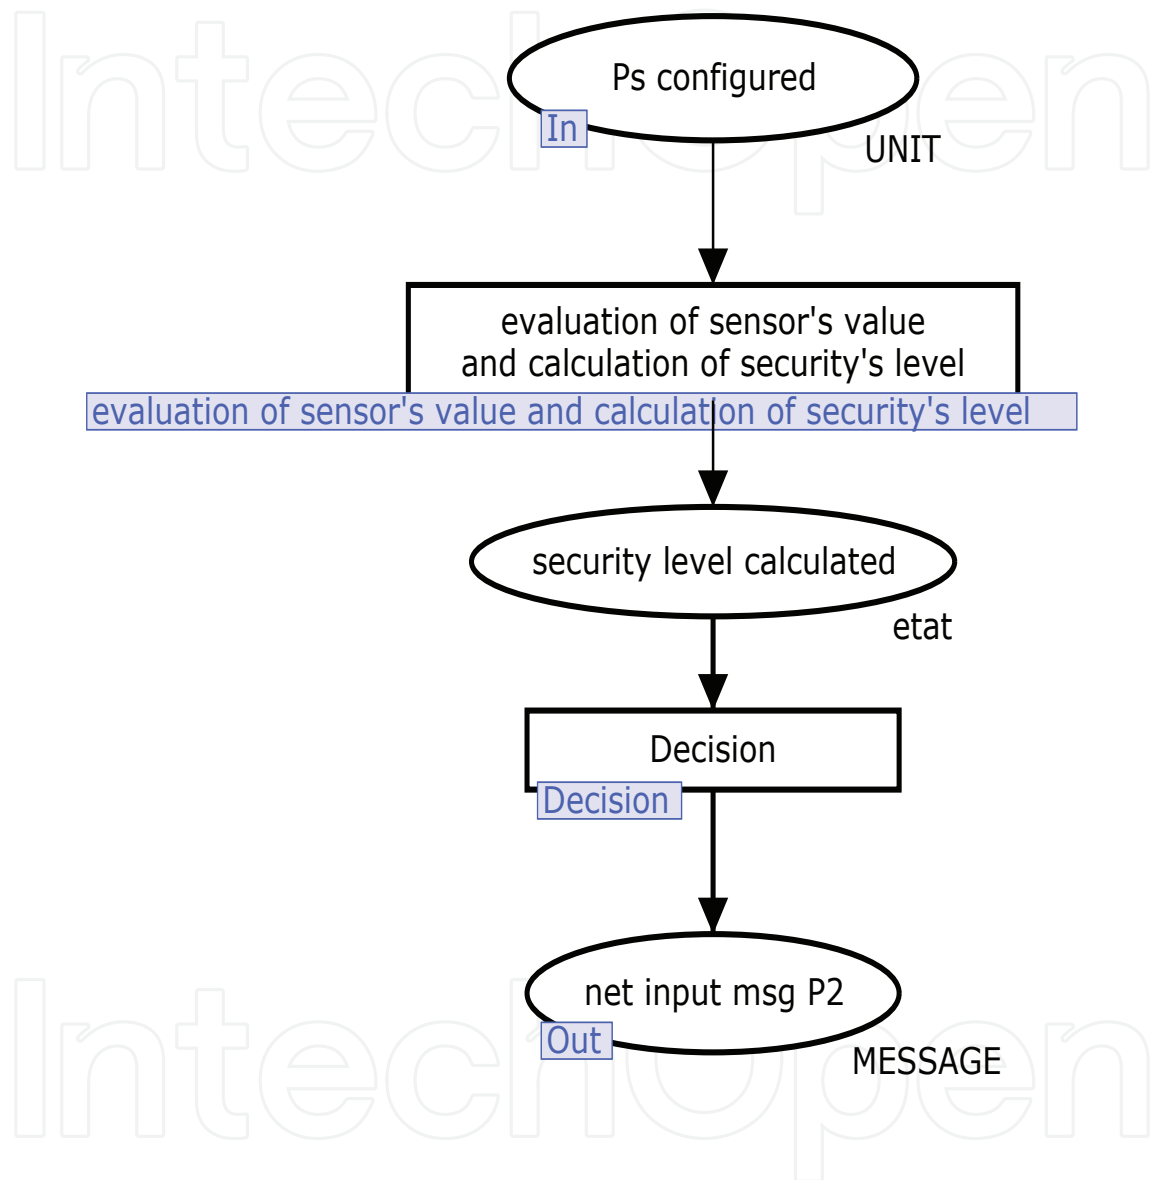 IntechOpen
Ps configured
In
UNIT
evaluation of sensor's value
and calculation of security's level
evaluation of sensor's value and calculation of security's level
security level calculated
etat
Decision
Decision
net input msg P2
Out
MESSAGE
IntechOpen